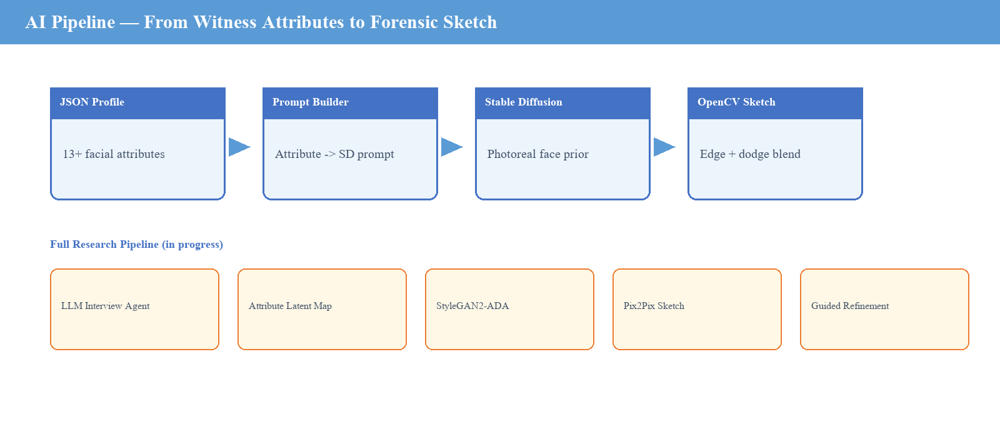 AI Pipeline — From Witness Attributes to Forensic Sketch
JSON Profile
13+ facial attributes
Prompt Builder
Attribute -> SD prompt
Stable Diffusion
Photoreal face prior
OpenCV Sketch
Edge + dodge blend
Full Research Pipeline (in progress)
LLM Interview Agent
Attribute Latent Map
StyleGAN2-ADA
Pix2Pix Sketch
Guided Refinement